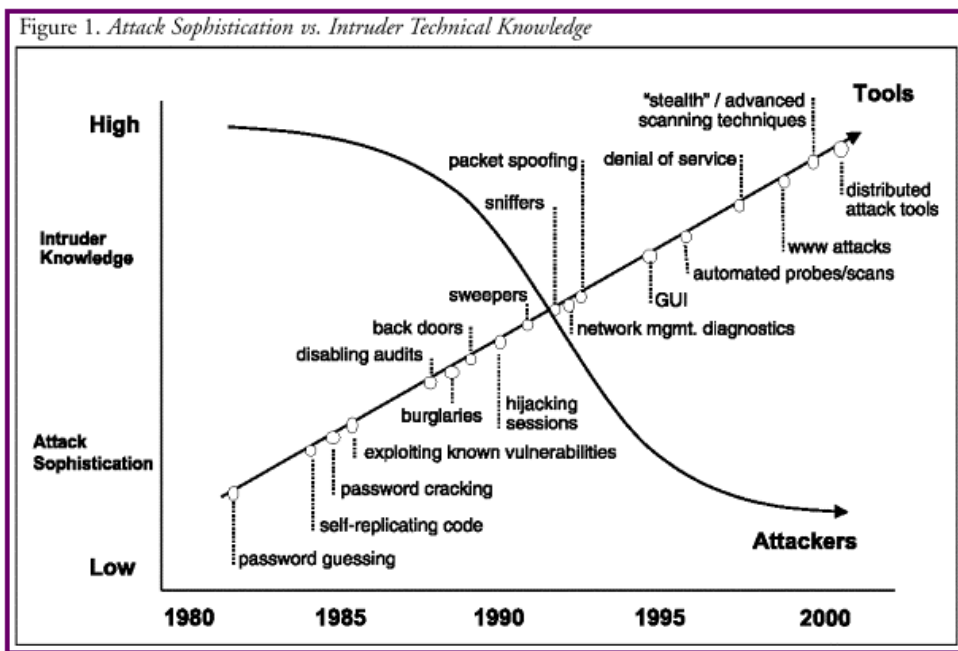 Figure 1. Attack Sophistication vs. Intruder Technical Knowledge
High
Intruder
Knowledge
Attack
Sophistication
Low
"stealth" / advanced
scanning techniques
Tools
packet spoofing
denial of service
sniffers
distributed
attack tools
www attacks
automated probes/scans
sweepers
GUI
back doors
network mgmt. diagnostics
disabling audits
burglaries
hijacking
sessions
exploiting known vulnerabilities
password cracking
self-replicating code
password guessing
Attackers
1980
1985
1990
1995
2000